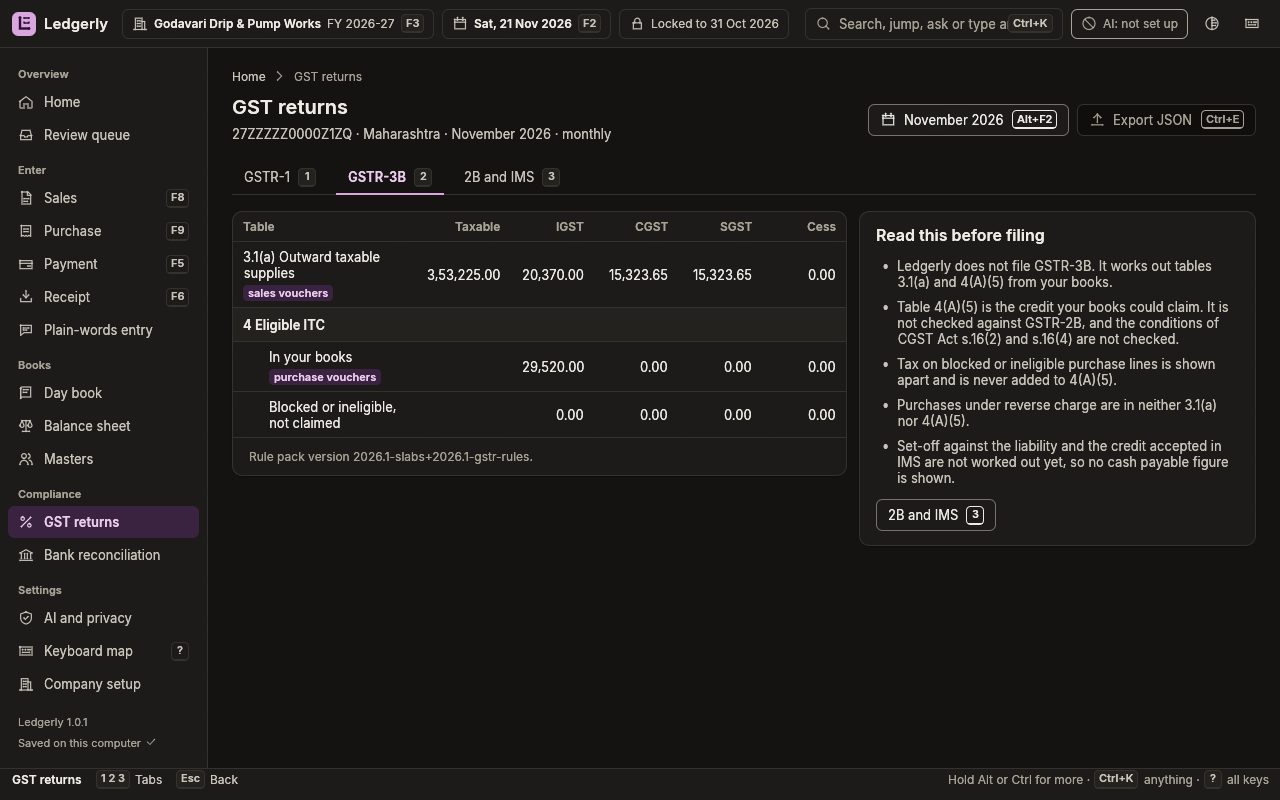 Ledgerly
Godavari Drip & Pump Works FY 2026-27 F3
Sat, 21 Nov 2026 F2
Locked to 31 Oct 2026
Search, jump, ask or type a Ctrl+K
AI: not set up
Overview
Home
Review queue
Enter
Sales F8
Purchase F9
Payment F5
Receipt F6
Plain-words entry
Books
Day book
Balance sheet
Masters
Compliance
GST returns
Bank reconciliation
Settings
AI and privacy
Keyboard map ?
Company setup
Ledgerly 1.0.1
Saved on this computer
Home > GST returns
GST returns
27ZZZZZ0000Z1ZQ · Maharashtra · November 2026 · monthly
November 2026 Alt+F2
Export JSON Ctrl+E
GSTR-1 1 GSTR-3B 2 2B and IMS 3
Table Taxable IGST CGST SGST Cess
3.1(a) Outward taxable
supplies
3,53,225.00 20,370.00 15,323.65 15,323.65 0.00
sales vouchers
4 Eligible ITC
In your books
29,520.00 0.00 0.00 0.00
purchase vouchers
Blocked or ineligible,
not claimed
0.00 0.00 0.00 0.00
Rule pack version 2026.1-slabs+2026.1-gstr-rules.
Read this before filing
• Ledgerly does not file GSTR-3B. It works out tables
3.1(a) and 4(A)(5) from your books.
• Table 4(A)(5) is the credit your books could claim. It is
not checked against GSTR-2B, and the conditions of
CGST Act s.16(2) and s.16(4) are not checked.
• Tax on blocked or ineligible purchase lines is shown
apart and is never added to 4(A)(5).
• Purchases under reverse charge are in neither 3.1(a)
nor 4(A)(5).
• Set-off against the liability and the credit accepted in
IMS are not worked out yet, so no cash payable figure
is shown.
2B and IMS 3
GST returns 1 2 3 Tabs Esc Back
Hold Alt or Ctrl for more · Ctrl+K anything · ? all keys